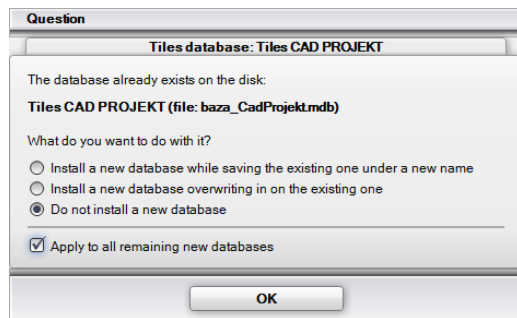 Question
Tiles database: Tiles CAD PROJEKT
The database already exists on the disk:
Tiles CAD PROJEKT (file: baza_CadProjekt.mdb)
What do you want to do with it?
Install a new database while saving the existing one under a new name
Install a new database overwriting in on the existing one
Do not install a new database
Apply to all remaining new databases
OK